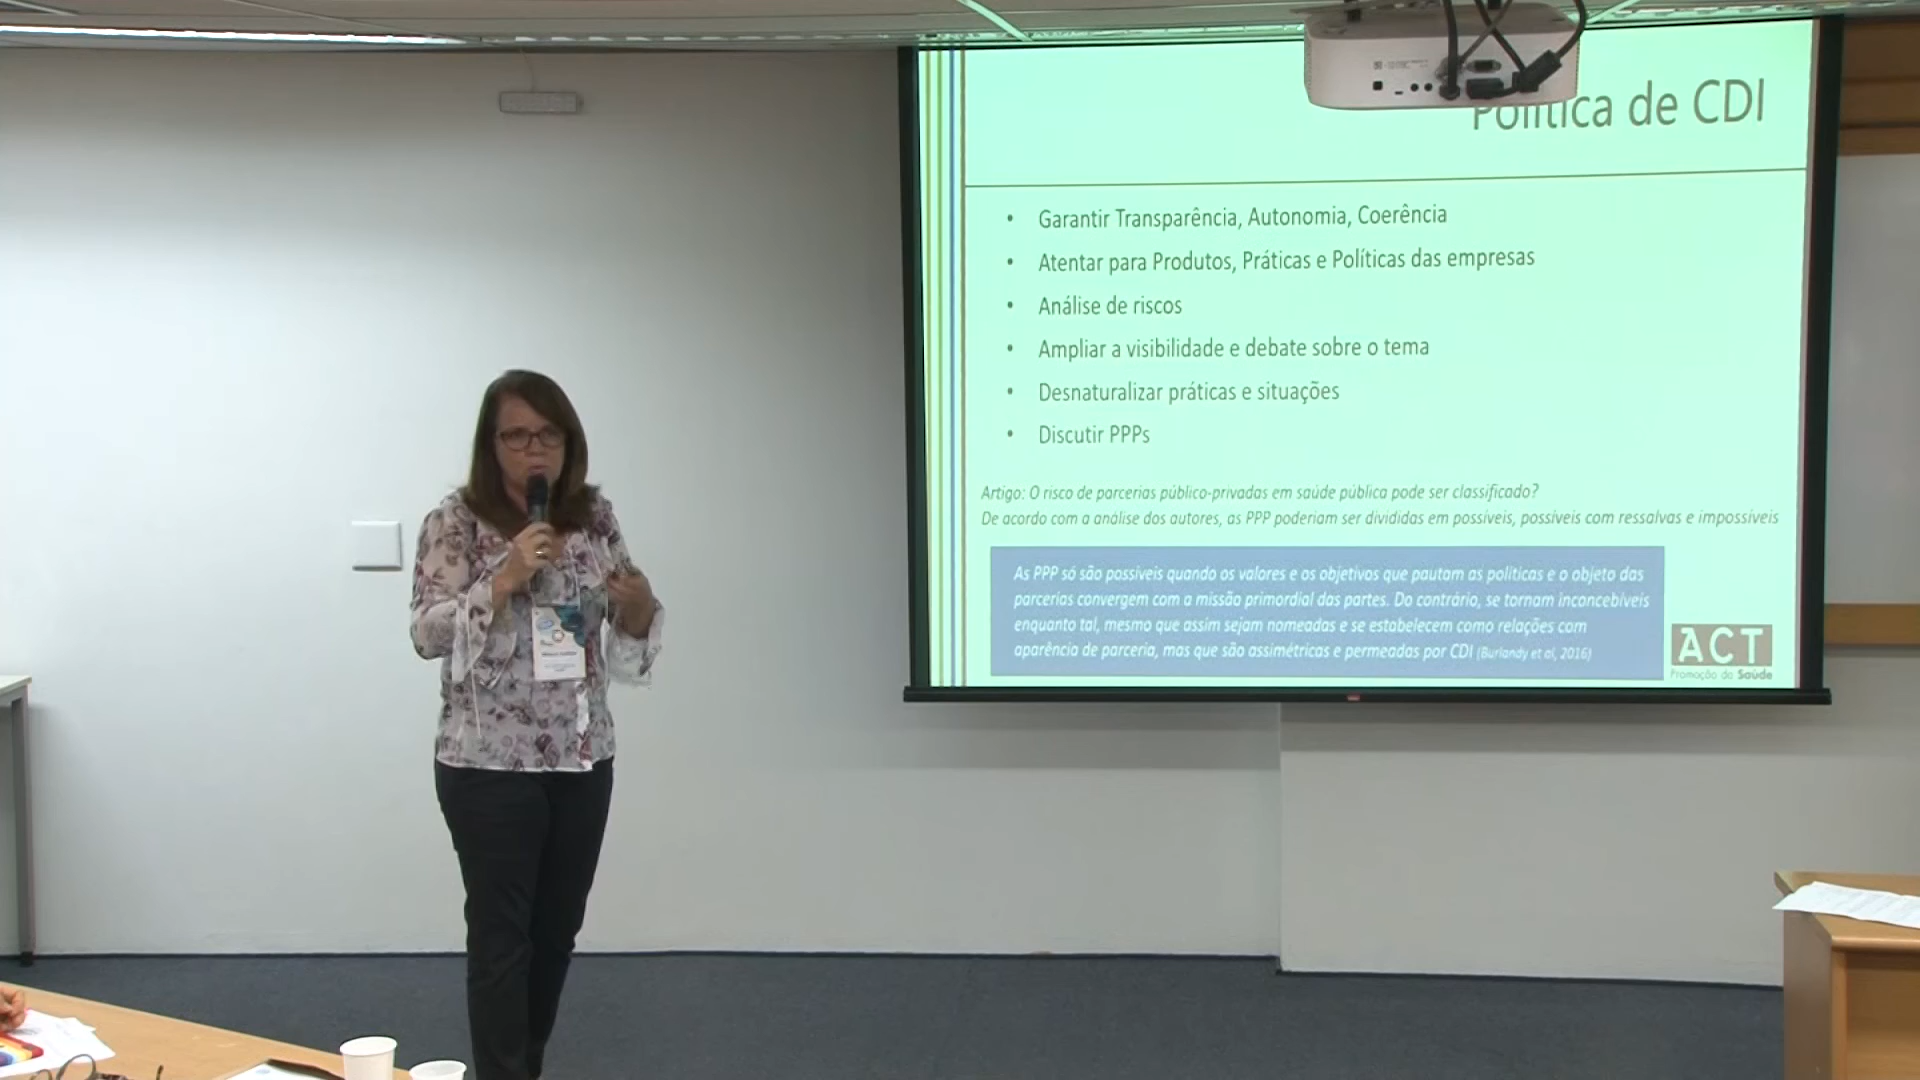 Política de CDI
• Garantir Transparência, Autonomia, Coerência
• Atentar para Produtos, Práticas e Políticas das empresas
• Análise de riscos
• Ampliar a visibilidade e debate sobre o tema
• Desnaturalizar práticas e situações
• Discutir PPPs
Artigo: O risco de parcerias público-privadas em saúde pública pode ser classificado?
De acordo com a análise dos autores, as PPP poderiam ser divididas em possíveis, possíveis com ressalvas e impossíveis
As PPP só são possíveis quando os valores e os objetivos que pautam as políticas e o objeto das
parcerias convergem com a missão primordial das partes. Do contrário, se tornam inconcebíveis
enquanto tal, mesmo que assim sejam nomeadas e se estabelecem como relações com
aparência de parceria, mas que são assimétricas e permeadas por CDI (Burlandy et al, 2016)
ACT
Promoção da Saúde